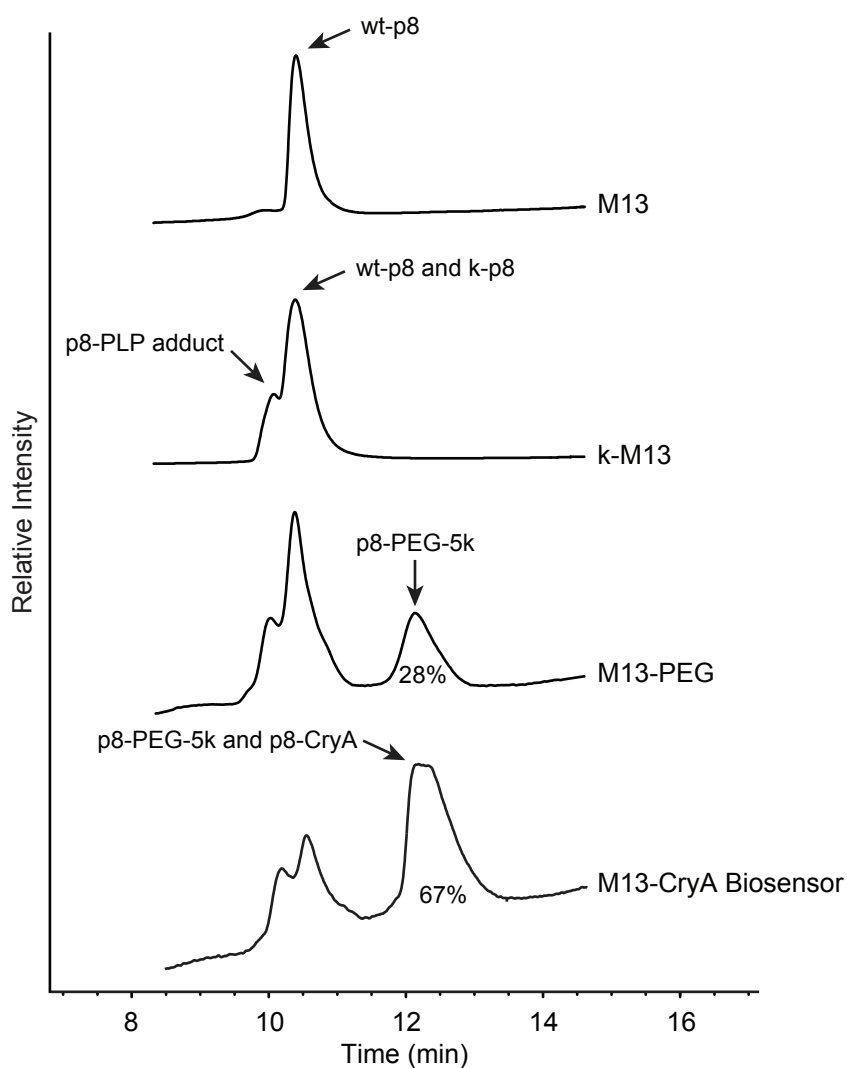 wt-p8
M13
wt-p8 and k-p8
p8-PLP adduct
k-M13
p8-PEG-5k
28%
M13-PEG
p8-PEG-5k and p8-CryA
67%
M13-CryA Biosensor
Relative Intensity
8 10 12 14 16
Time (min)